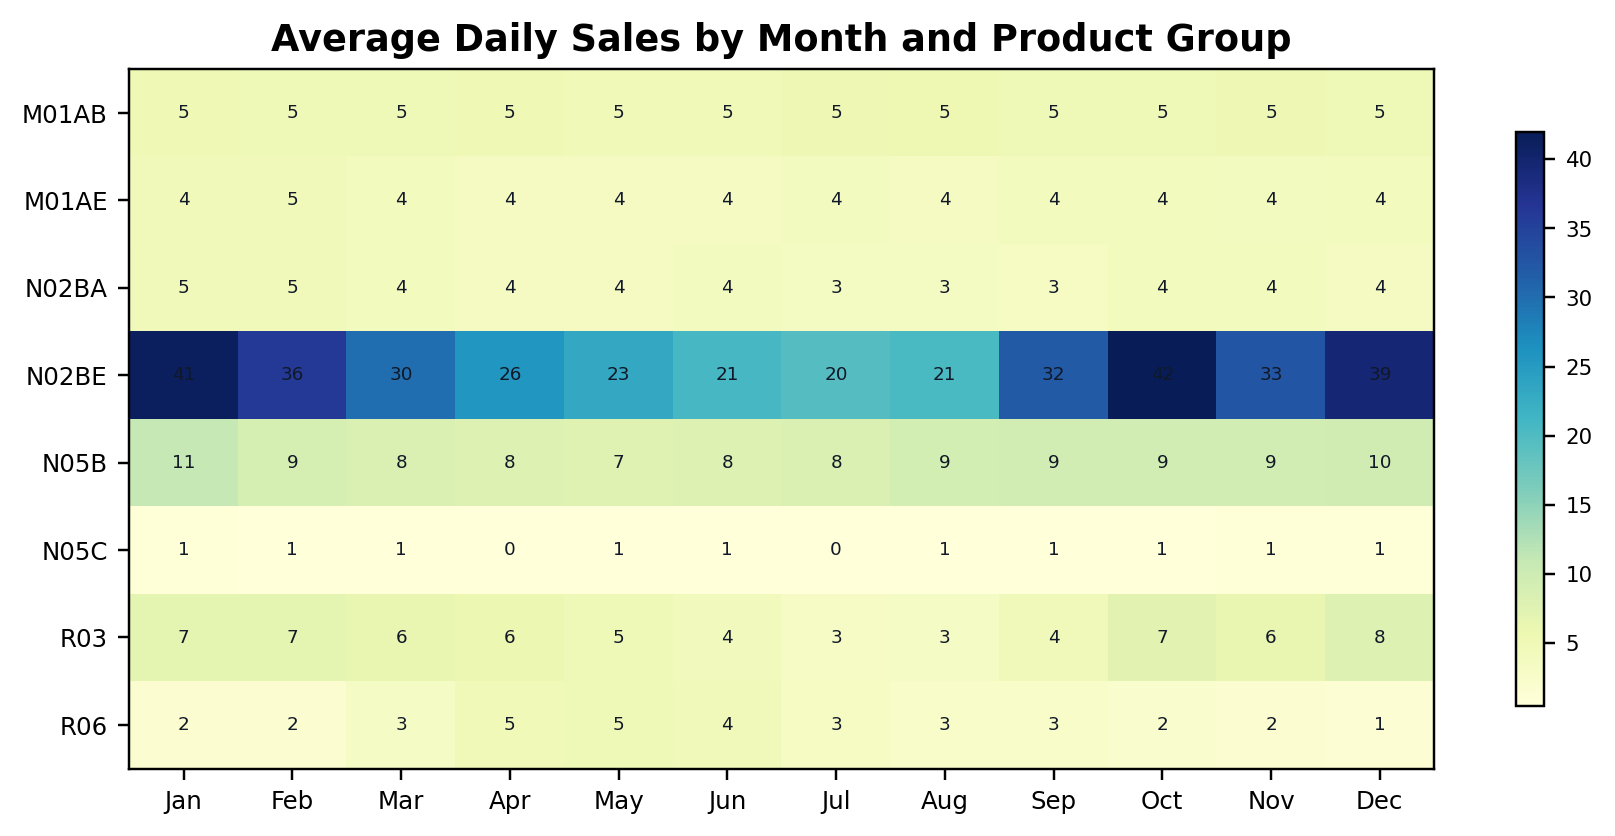 Average Daily Sales by Month and Product Group
M01AB 5 5 5 5 5 5 5 5 5 5 5 5
M01AE 4 5 4 4 4 4 4 4 4 4 4 4
N02BA 5 5 4 4 4 4 3 3 3 4 4 4
N02BE 41 36 30 26 23 21 20 21 32 42 33 39
N05B 11 9 8 8 7 8 8 9 9 9 9 10
N05C 1 1 1 0 1 1 0 1 1 1 1 1
R03 7 7 6 6 5 4 3 3 4 7 6 8
R06 2 2 3 5 5 4 3 3 3 2 2 1
Jan Feb Mar Apr May Jun Jul Aug Sep Oct Nov Dec
40
35
30
25
20
15
10
5